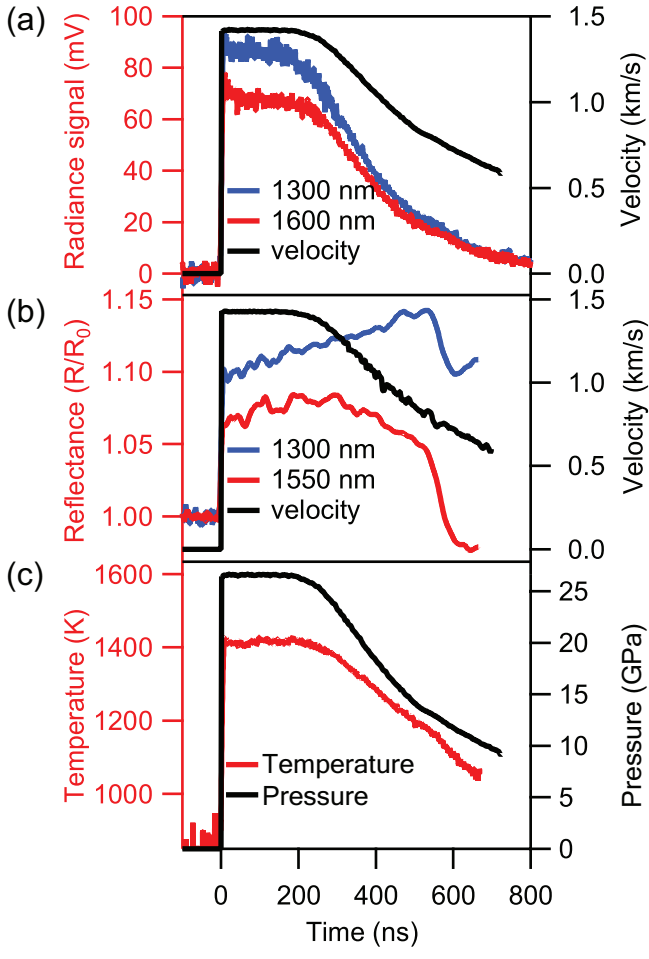 (a)
100
80
60
40
20
0
Radiance signal (mV)
1300 nm
1600 nm
velocity
1.5
1.0
0.5
0.0
Velocity (km/s)
(b)
1.15
1.10
1.05
1.00
Reflectance (R/R0)
1300 nm
1550 nm
velocity
1.5
1.0
0.5
0.0
Velocity (km/s)
(c)
1600
1400
1200
1000
Temperature (K)
Temperature
Pressure
25
20
15
10
5
0
Pressure (GPa)
0 200 400 600 800
Time (ns)